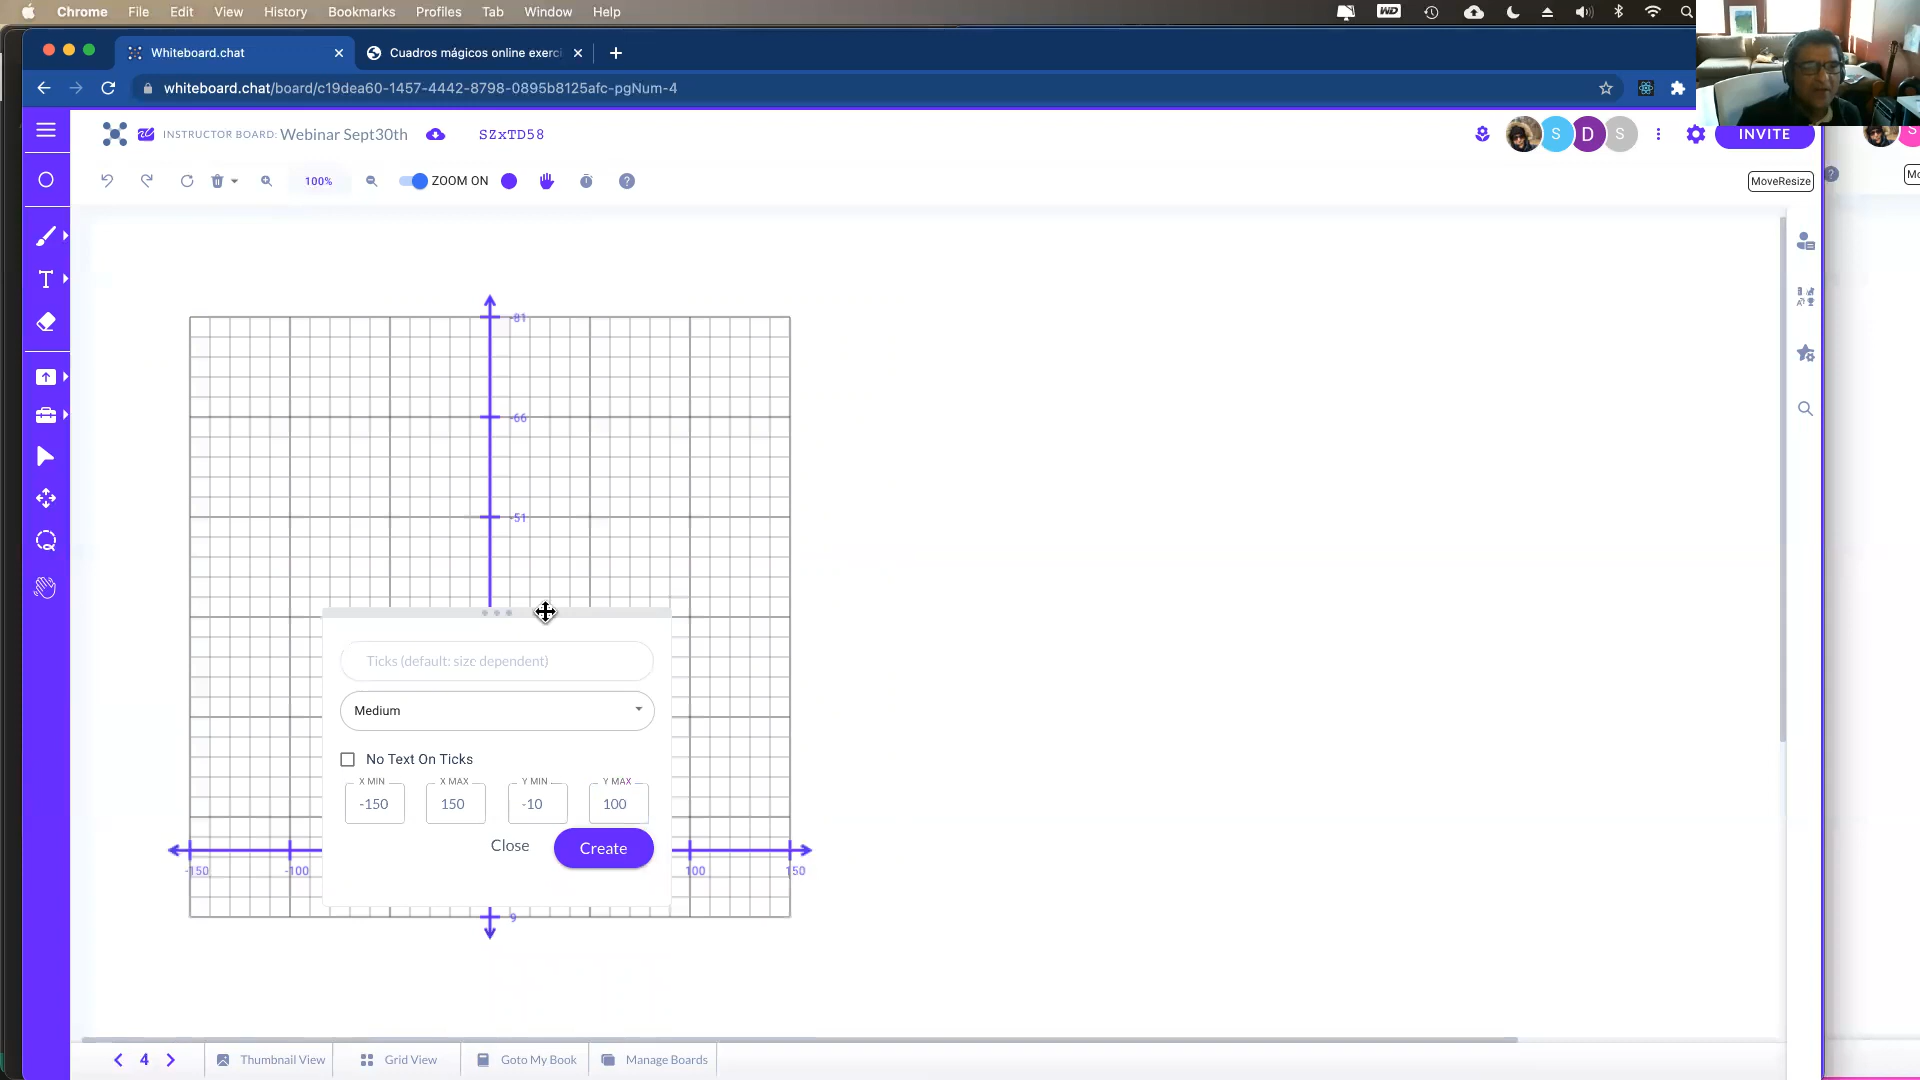 Chrome File Edit View History Bookmarks Profiles Tab Window Help
WD
Whiteboard.chat
Cuadros mágicos online exerci
whiteboard.chat/board/c19dea60-1457-4442-8798-0895b8125afc-pgNum-4
INSTRUCTOR BOARD: Webinar Sept30th
SZxTD58
S D S
INVITE
100%
ZOOM ON
MoveResize
Mo
-81
-66
-51
Ticks (default: size dependent)
Medium
No Text On Ticks
X MIN X MAX Y MIN Y MAX
-150 150 -10 100
Close Create
-150 -100 100 150
9
4 Thumbnail View Grid View Goto My Book Manage Boards